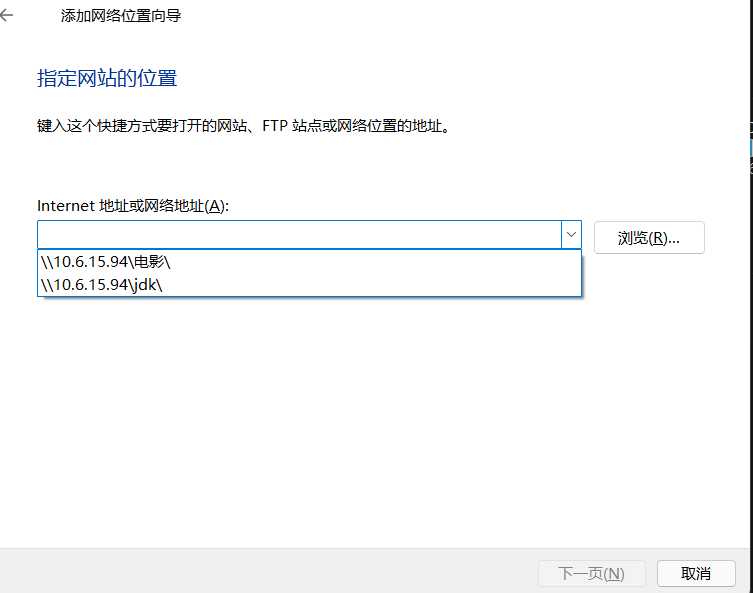 添加网络位置向导
指定网站的位置
键入这个快捷方式要打开的网站、FTP 站点或网络位置的地址。
Internet 地址或网络地址(A):
浏览(R)...
\\10.6.15.94\电影\
\\10.6.15.94\jdk\
下一页(N)
取消